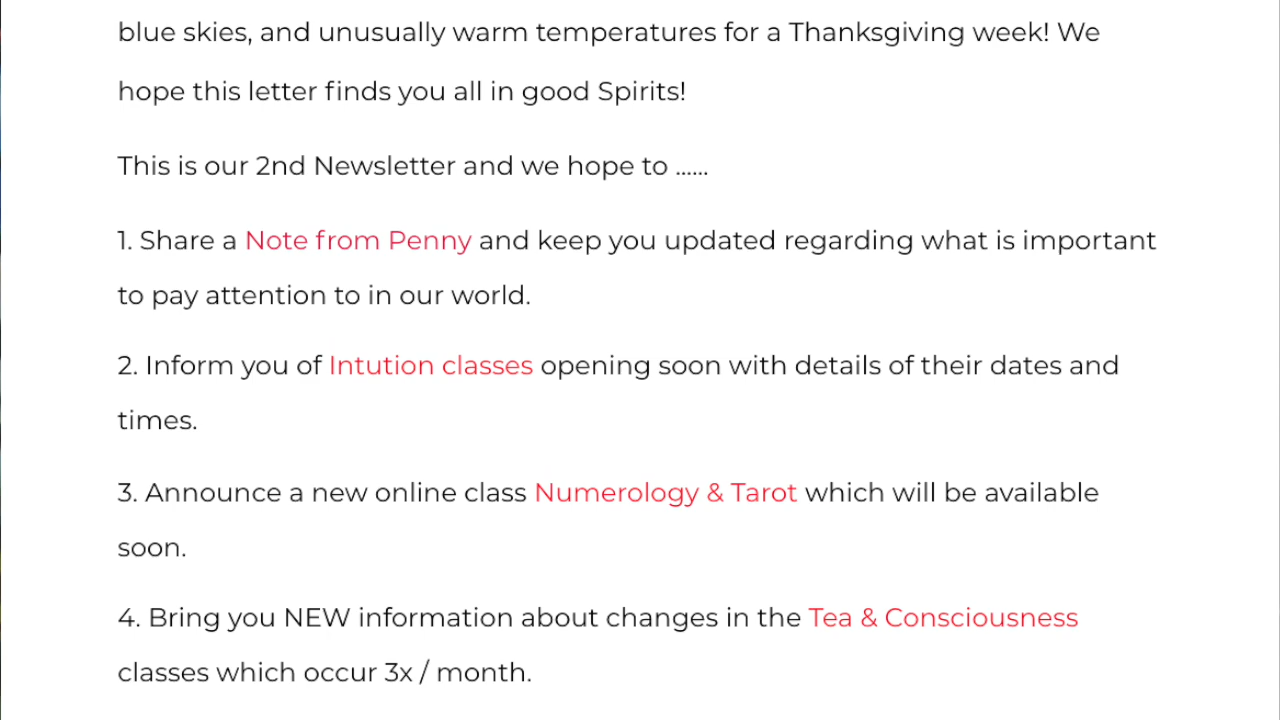 blue skies, and unusually warm temperatures for a Thanksgiving week! We
hope this letter finds you all in good Spirits!
This is our 2nd Newsletter and we hope to ......
1. Share a Note from Penny and keep you updated regarding what is important
to pay attention to in our world.
2. Inform you of Intution classes opening soon with details of their dates and
times.
3. Announce a new online class Numerology & Tarot which will be available
soon.
4. Bring you NEW information about changes in the Tea & Consciousness
classes which occur 3x / month.